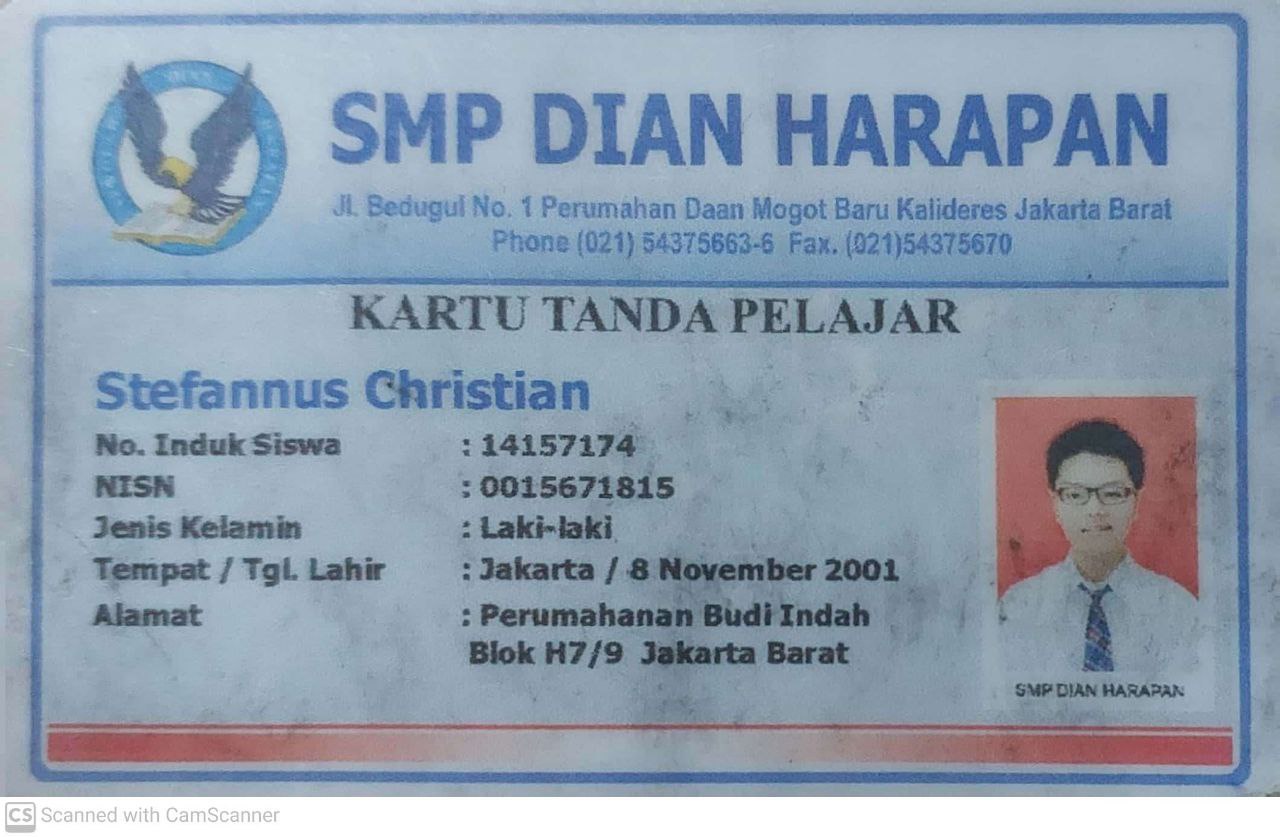 SMP DIAN HARAPAN
Jl. Bedugul No. 1 Perumahan Daan Mogot Baru Kalideres Jakarta Barat
Phone (021) 54375663-6 Fax. (021)54375670
KARTU TANDA PELAJAR
Stefannus Christian
No. Induk Siswa : 14157174
NISN : 0015671815
Jenis Kelamin : Laki-laki
Tempat / Tgl. Lahir : Jakarta / 8 November 2001
Alamat : Perumahanan Budi Indah
Blok H7/9 Jakarta Barat
SMP DIAN HARAPAN
CS Scanned with CamScanner